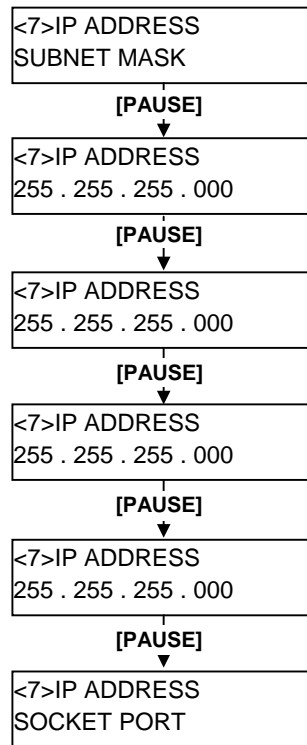 <7>IP ADDRESS
SUBNET MASK
[PAUSE]
<7>IP ADDRESS
255 . 255 . 255 . 000
[PAUSE]
<7>IP ADDRESS
255 . 255 . 255 . 000
[PAUSE]
<7>IP ADDRESS
255 . 255 . 255 . 000
[PAUSE]
<7>IP ADDRESS
255 . 255 . 255 . 000
[PAUSE]
<7>IP ADDRESS
SOCKET PORT